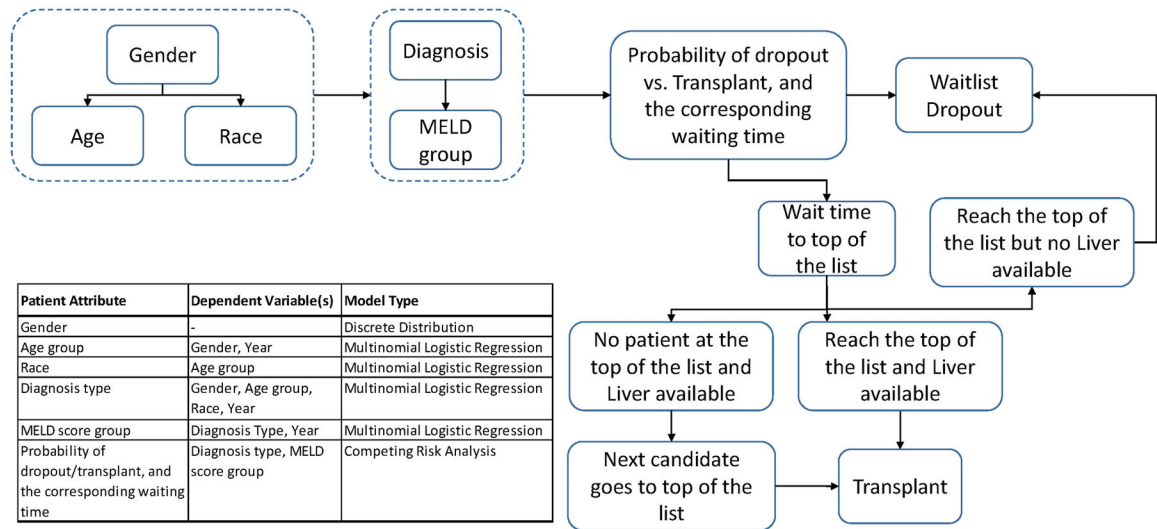 Gender
Age
Race
Diagnosis
MELD
group
Probability of dropout
vs. Transplant, and
the corresponding
waiting time
Waitlist
Dropout
Wait time
to top of
the list
Reach the top of
the list but no Liver
available
No patient at the
top of the list and
Liver available
Reach the top of
the list and Liver
available
Next candidate
goes to top of the
list
Transplant
Patient Attribute Dependent Variable(s) Model Type
Gender - Discrete Distribution
Age group Gender, Year Multinomial Logistic Regression
Race Age group Multinomial Logistic Regression
Diagnosis type Gender, Age group, Multinomial Logistic Regression
Race, Year
MELD score group Diagnosis Type, Year Multinomial Logistic Regression
Probability of Diagnosis type, MELD Competing Risk Analysis
dropout/transplant, and score group
the corresponding waiting
time